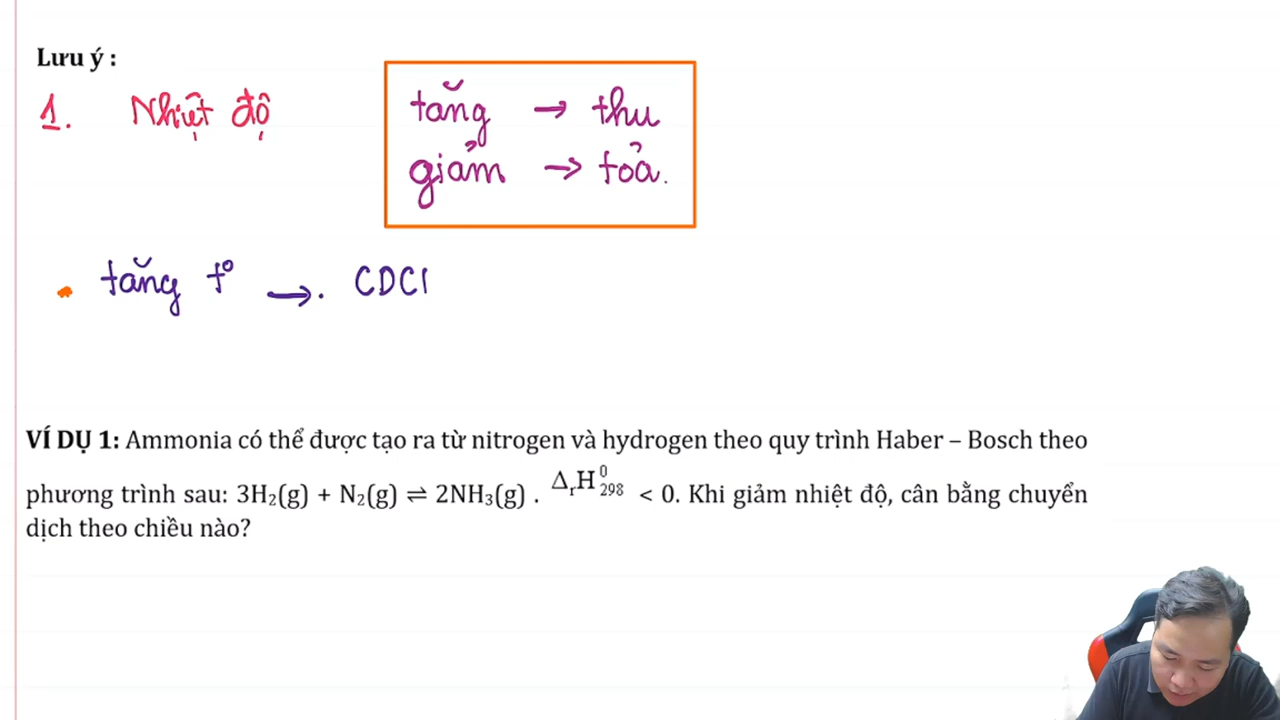 Lưu ý :
1. Nhiệt độ
tăng → thu
giảm → tỏa.
• tăng t° →. CDCI
VÍ DỤ 1: Ammonia có thể được tạo ra từ nitrogen và hydrogen theo quy trình Haber – Bosch theo
phương trình sau: 3H₂(g) + N₂(g) ⇌ 2NH₃(g) . ΔᵣH⁰₂₉₈ < 0. Khi giảm nhiệt độ, cân bằng chuyển
dịch theo chiều nào?